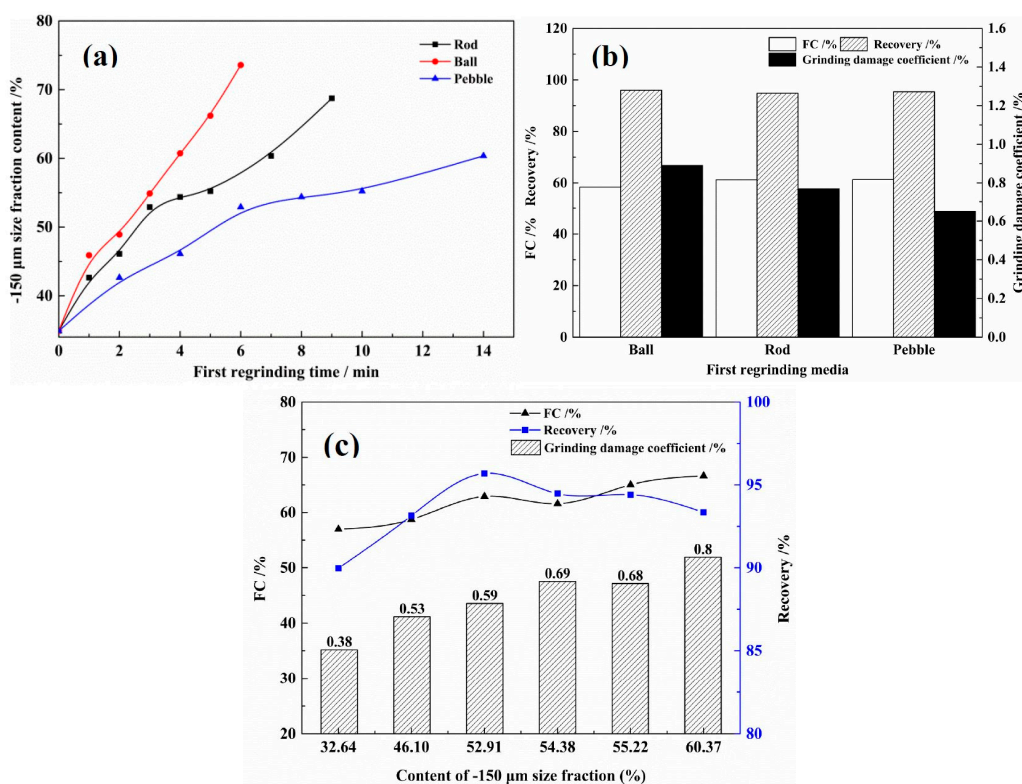 (a)
Rod
Ball
Pebble
-150 μm size fraction content /%
80
70
60
50
40
0 2 4 6 8 10 12 14
First regrinding time / min
(b)
FC /% Recovery /%
Grinding damage coefficient /%
FC /% Recovery /%
120
100
80
60
40
20
0
1.6
1.4
1.2
1.0
0.8
0.6
0.4
0.2
0.0
Grinding damage coefficient /%
Ball Rod Pebble
First regrinding media
(c)
FC /%
Recovery /%
Grinding damage coefficient /%
FC /%
80
70
60
50
40
30
20
100
95
90
85
80
Recovery /%
0.38
0.53
0.59
0.69
0.68
0.8
32.64 46.10 52.91 54.38 55.22 60.37
Content of -150 μm size fraction (%)